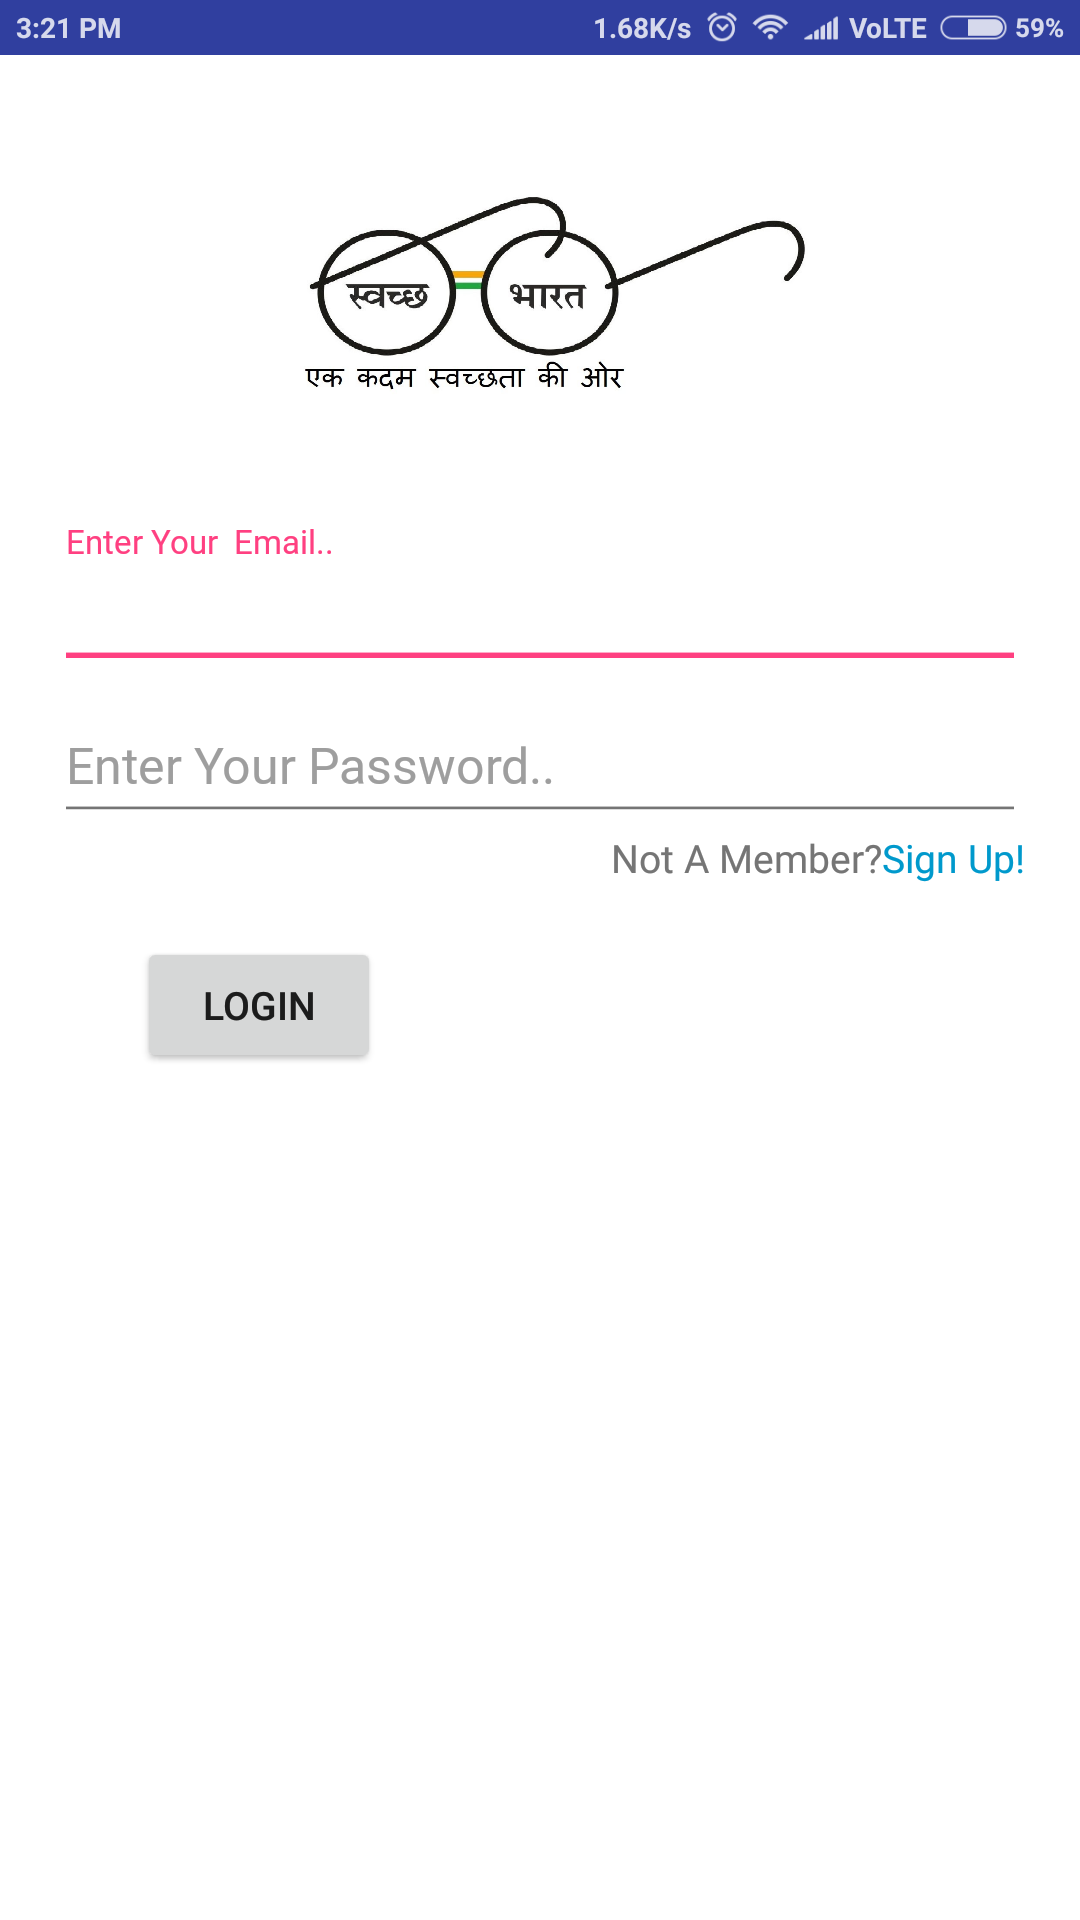 3:21 PM 1.68K/s VoLTE 59%
स्वच्छ भारत
एक कदम स्वच्छता की ओर
Enter Your  Email..
Enter Your Password..
Not A Member?Sign Up!
LOGIN